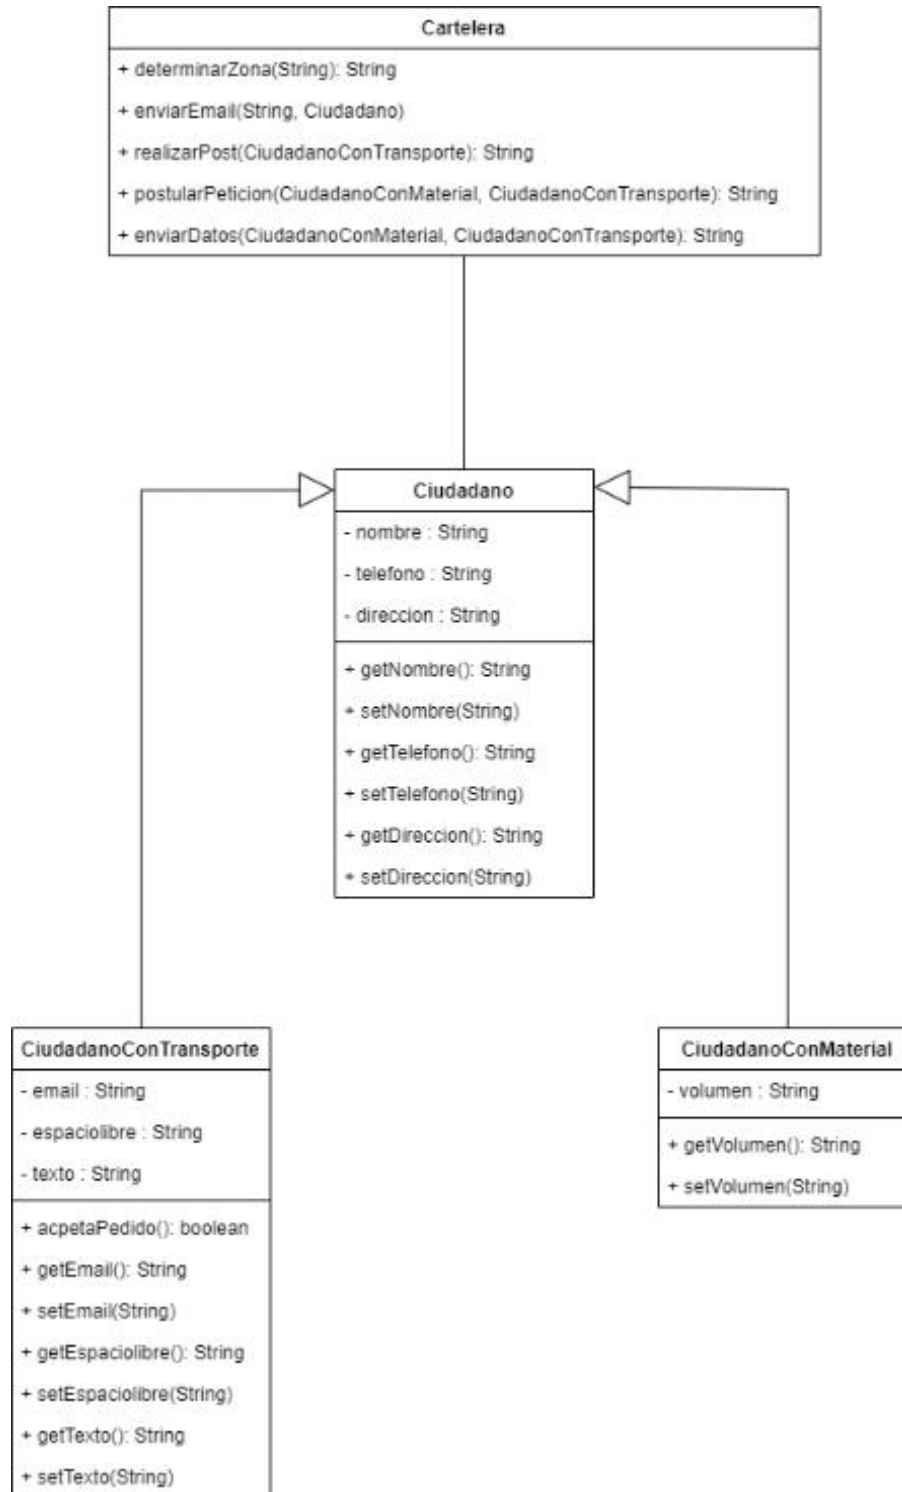 Cartelera
+ determinarZona(String): String
+ enviarEmail(String, Ciudadano)
+ realizarPost(CiudadanoConTransporte): String
+ postularPeticion(CiudadanoConMaterial, CiudadanoConTransporte): String
+ enviarDatos(CiudadanoConMaterial, CiudadanoConTransporte): String
Ciudadano
- nombre : String
- telefono : String
- direccion : String
+ getNombre(): String
+ setNombre(String)
+ getTelefono(): String
+ setTelefono(String)
+ getDireccion(): String
+ setDireccion(String)
CiudadanoConTransporte
- email : String
- espaciolibre : String
- texto : String
+ acpetaPedido(): boolean
+ getEmail(): String
+ setEmail(String)
+ getEspaciolibre(): String
+ setEspaciolibre(String)
+ getTexto(): String
+ setTexto(String)
CiudadanoConMaterial
- volumen : String
+ getVolumen(): String
+ setVolumen(String)